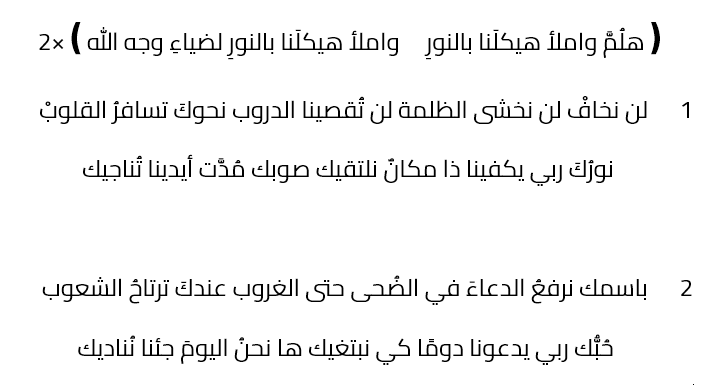 ( هلُمَّ واملأ هيكلَنا بالنورِ واملأ هيكلَنا بالنورِ لضياءِ وجه الله ) ×2
1 لن نخافْ لن نخشى الظلمة لن تُقصينا الدروب نحوكَ تسافرُ القلوبْ
نورُكَ ربي يكفينا ذا مكانٌ نلتقيك صوبك مُدَّت أيدينا تُناجيك
2 باسمك نرفعُ الدعاءَ في الضُحى حتى الغروب عندكَ ترتاحُ الشعوب
حُبُّك ربي يدعونا دومًا كي نبتغيك ها نحنُ اليومَ جئنا نُناديك